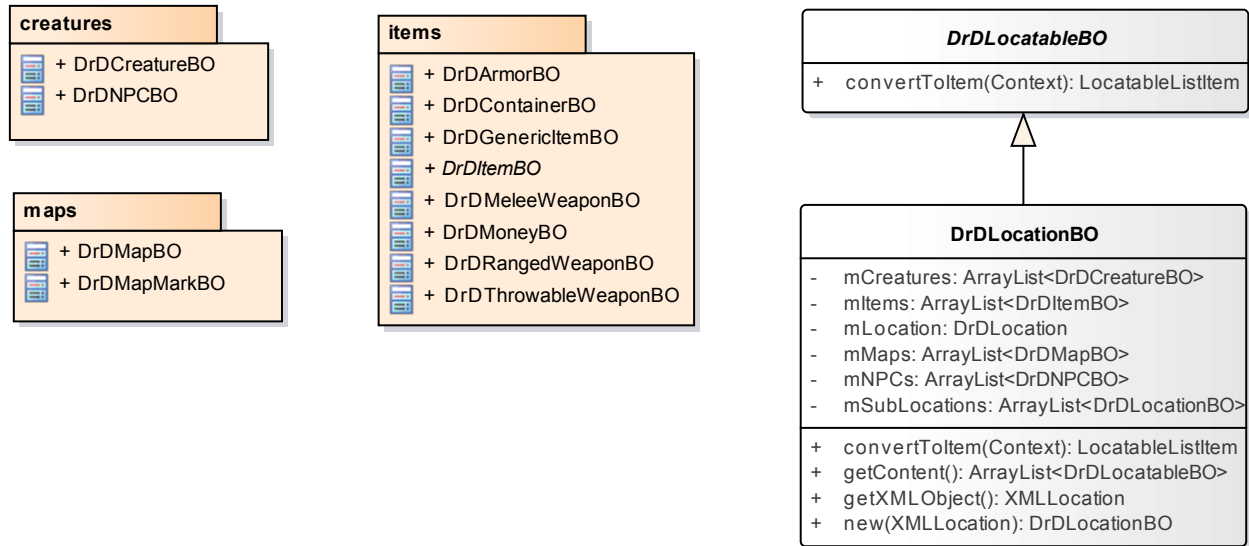 creatures
+ DrDCreatureBO
+ DrDNPCBO
maps
+ DrDMapBO
+ DrDMapMarkBO
items
+ DrDArmorBO
+ DrDContainerBO
+ DrDGenericItemBO
+ DrDItemBO
+ DrDMeleeWeaponBO
+ DrDMoneyBO
+ DrDRangedWeaponBO
+ DrDThrowableWeaponBO
DrDLocatableBO
+ convertToItem(Context): LocatableListItem
DrDLocationBO
- mCreatures: ArrayList<DrDCreatureBO>
- mItems: ArrayList<DrDItemBO>
- mLocation: DrDLocation
- mMaps: ArrayList<DrDMapBO>
- mNPCs: ArrayList<DrDNPCBO>
- mSubLocations: ArrayList<DrDLocationBO>
+ convertToItem(Context): LocatableListItem
+ getContent(): ArrayList<DrDLocatableBO>
+ getXMLObject(): XMLLocation
+ new(XMLLocation): DrDLocationBO